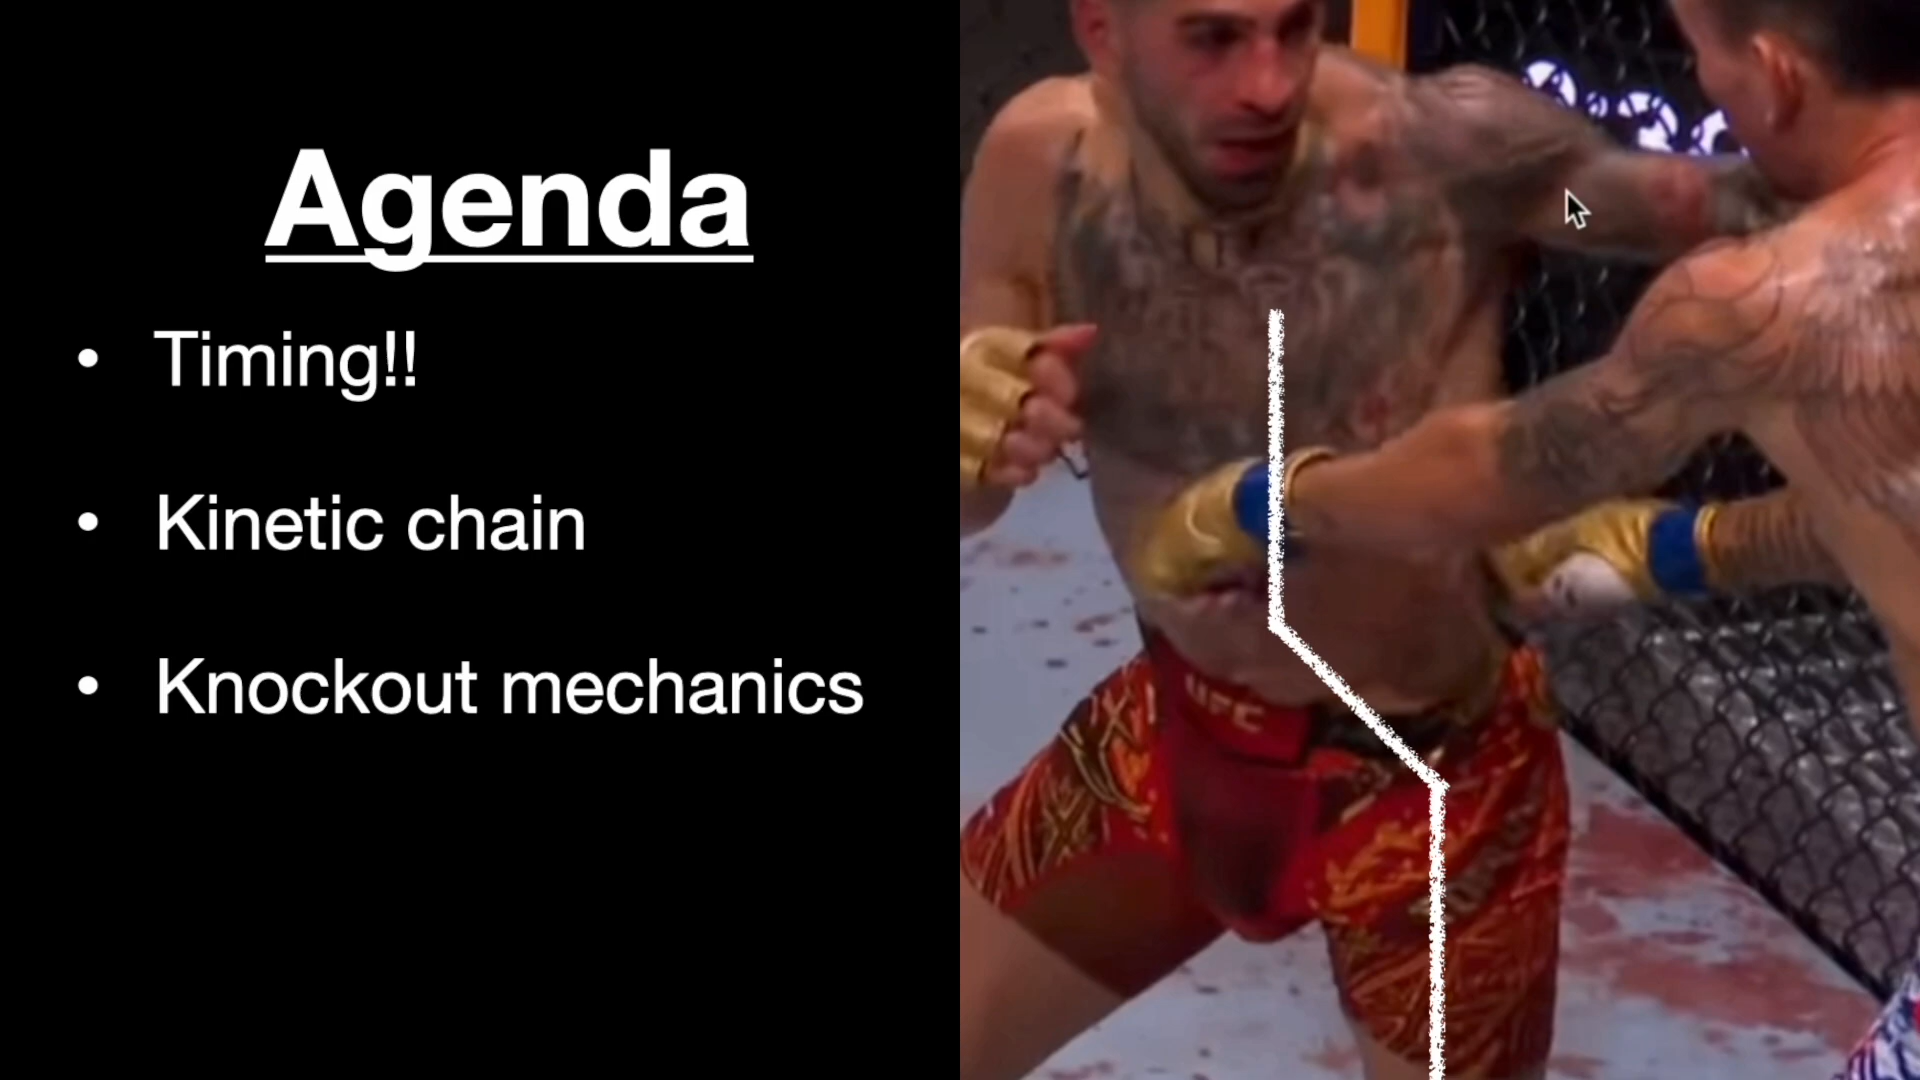 Agenda
• Timing!!
• Kinetic chain
• Knockout mechanics
UFC